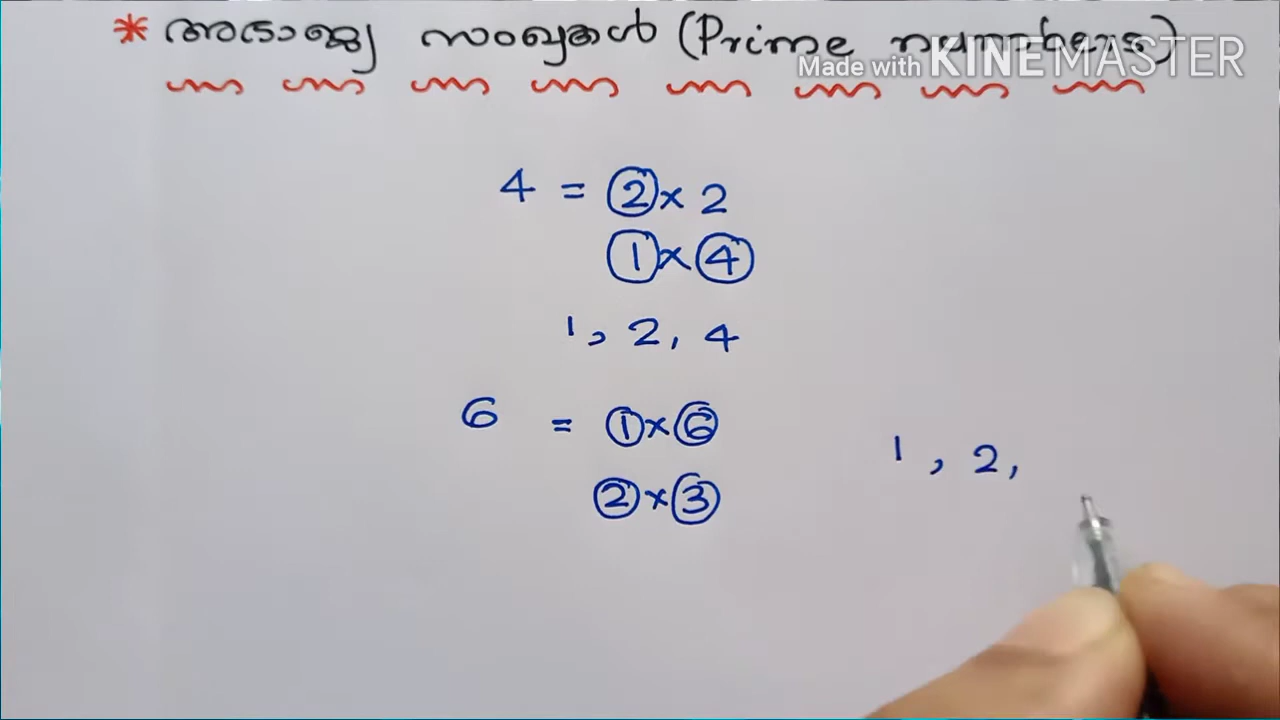 * അഭാജ്യ സംഖ്യകൾ (Prime numbers)
Made with KINEMASTER
4 = 2 × 2
1 × 4
1, 2, 4
6 = 1 × 6
1, 2,
2 × 3